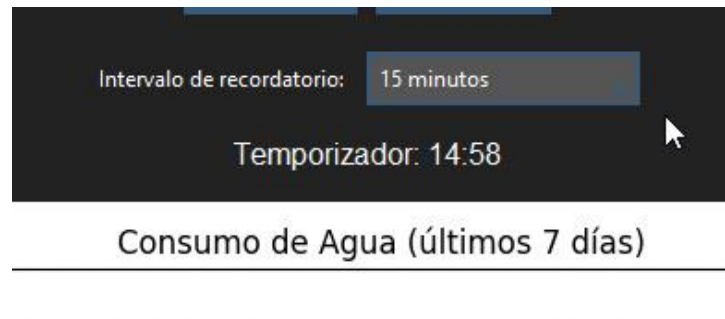 Intervalo de recordatorio: 15 minutos
Temporizador: 14:58
Consumo de Agua (últimos 7 días)